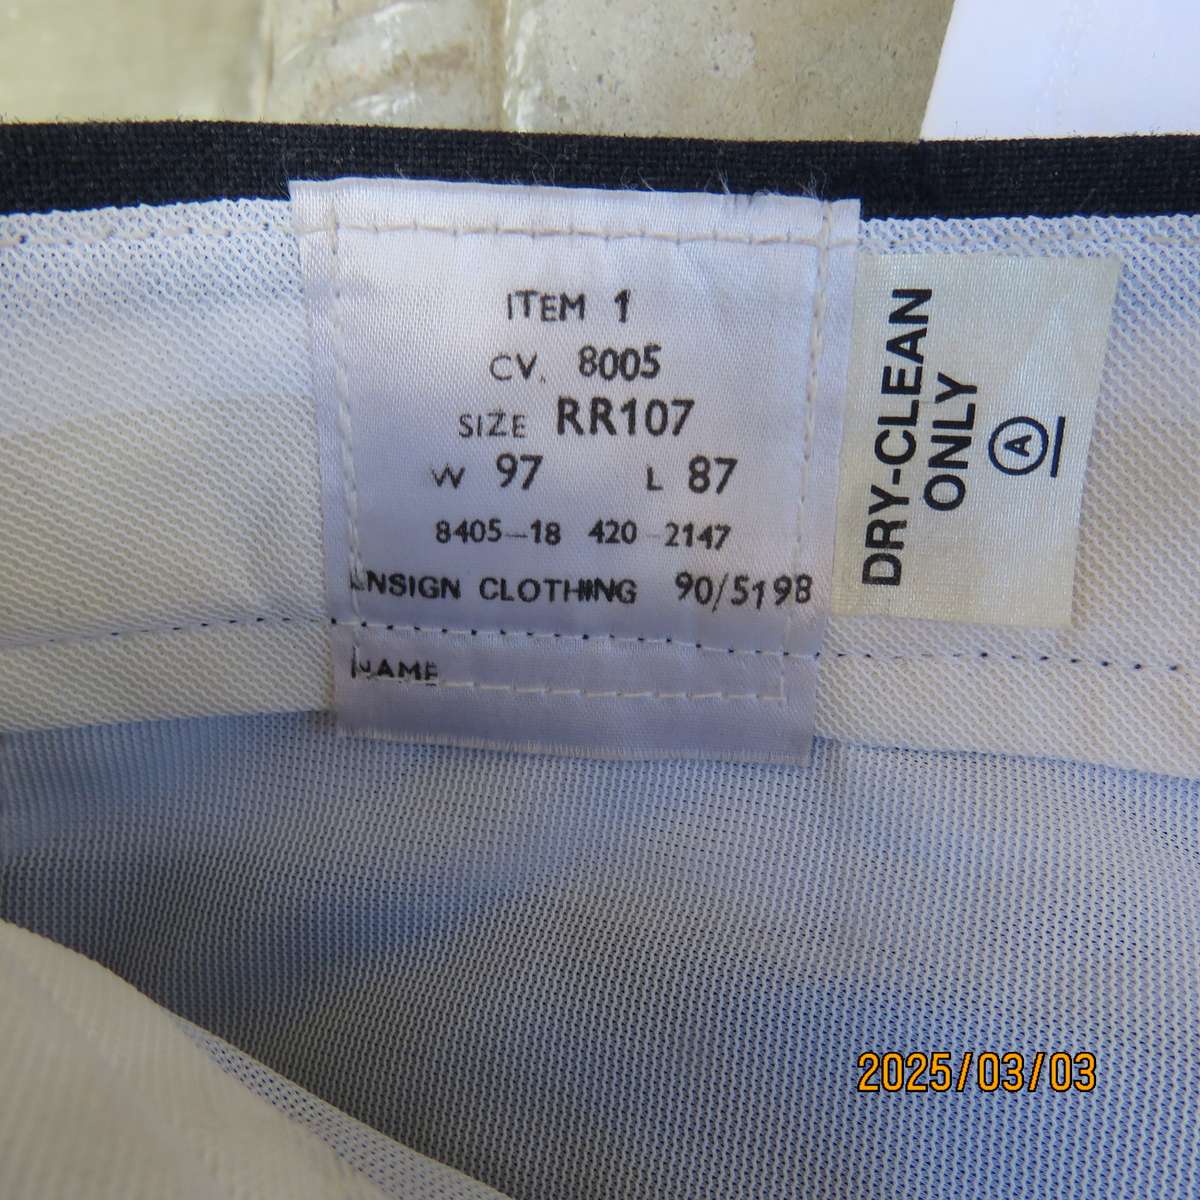 ITEM 1
CV. 8005
SIZE RR107
W 97 L 87
8405-18 420-2147
ENSIGN CLOTHING 90/5198
NAME
DRY-CLEAN
ONLY
A
2025/03/03